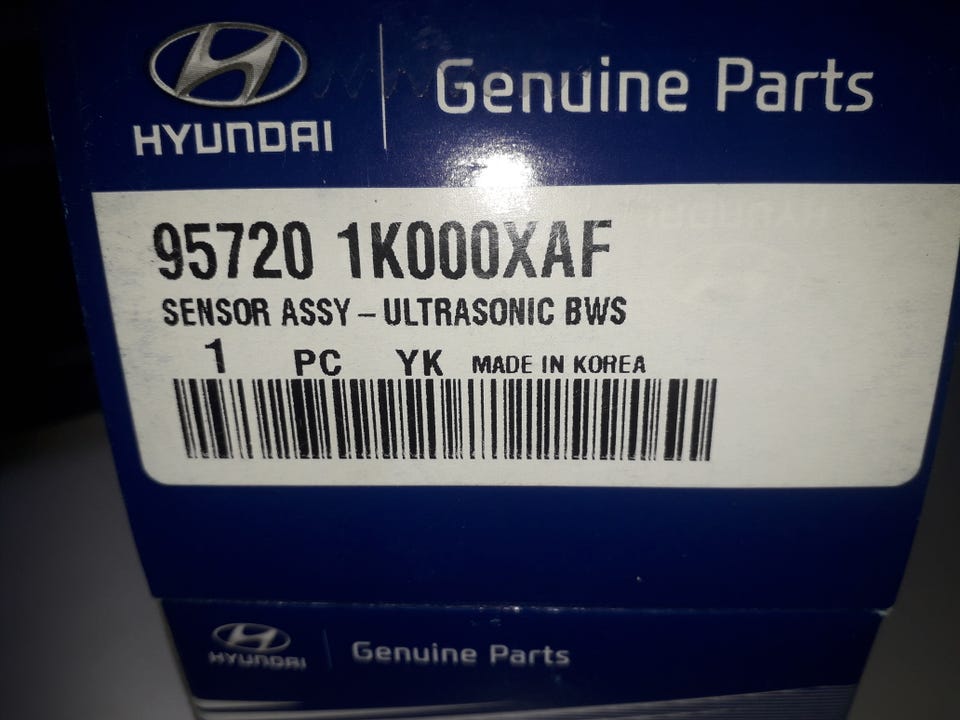 HYUNDAI
Genuine Parts
95720 1K000XAF
SENSOR ASSY – ULTRASONIC BWS
1 PC YK MADE IN KOREA
HYUNDAI
Genuine Parts